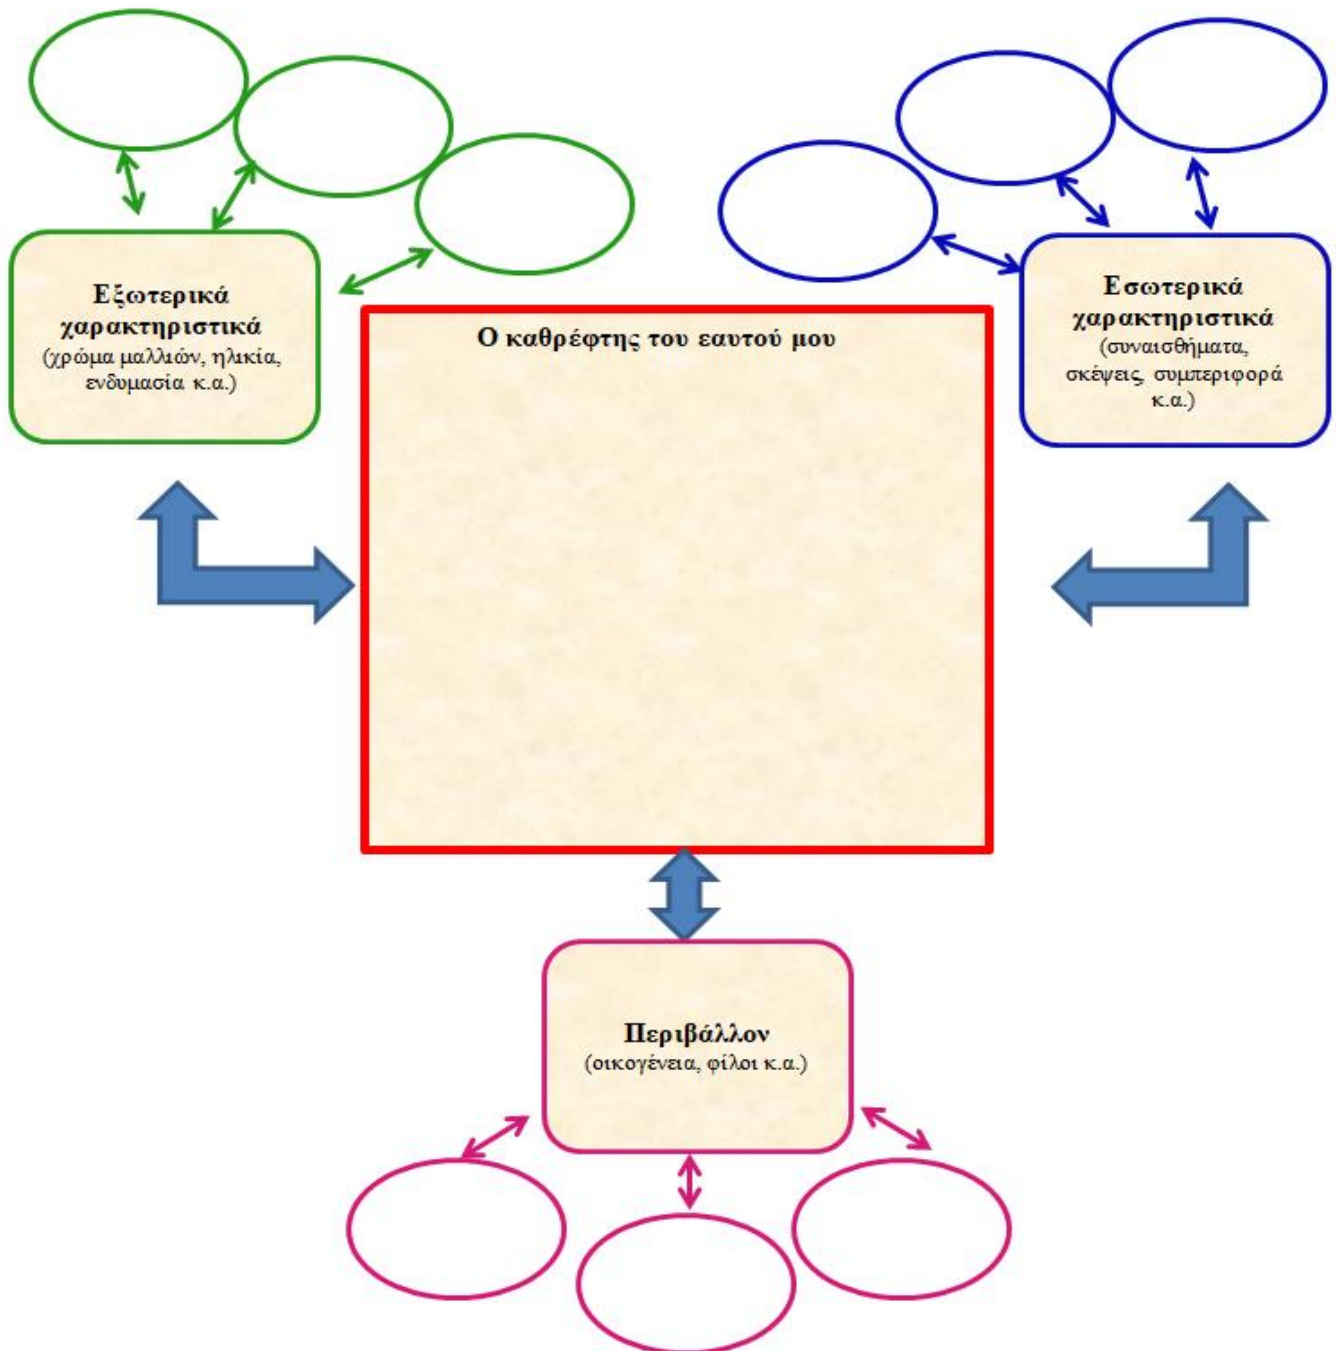 Εξωτερικά
χαρακτηριστικά
(χρώμα μαλλιών, ηλικία,
ενδυμασία κ.α.)
Ο καθρέφτης του εαυτού μου
Εσωτερικά
χαρακτηριστικά
(συναισθήματα,
σκέψεις, συμπεριφορά
κ.α.)
Περιβάλλον
(οικογένεια, φίλοι κ.α.)